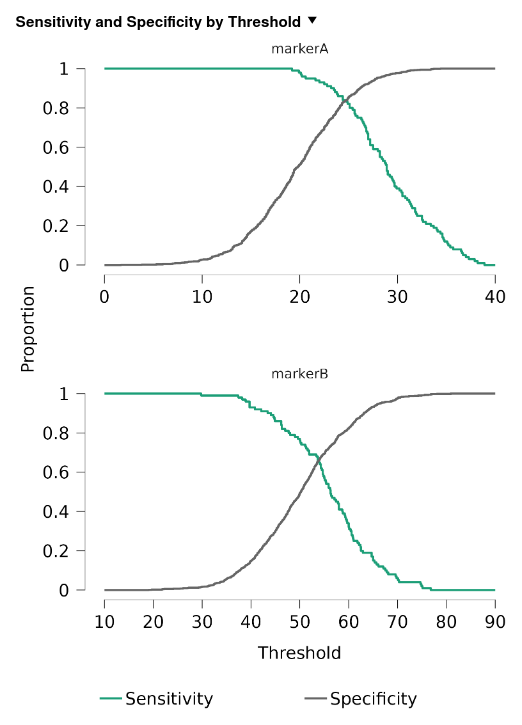 Sensitivity and Specificity by Threshold ▼
markerA
1
0.8
0.6
0.4
0.2
0
0 10 20 30 40
Proportion
markerB
1
0.8
0.6
0.4
0.2
0
10 20 30 40 50 60 70 80 90
Threshold
Sensitivity Specificity